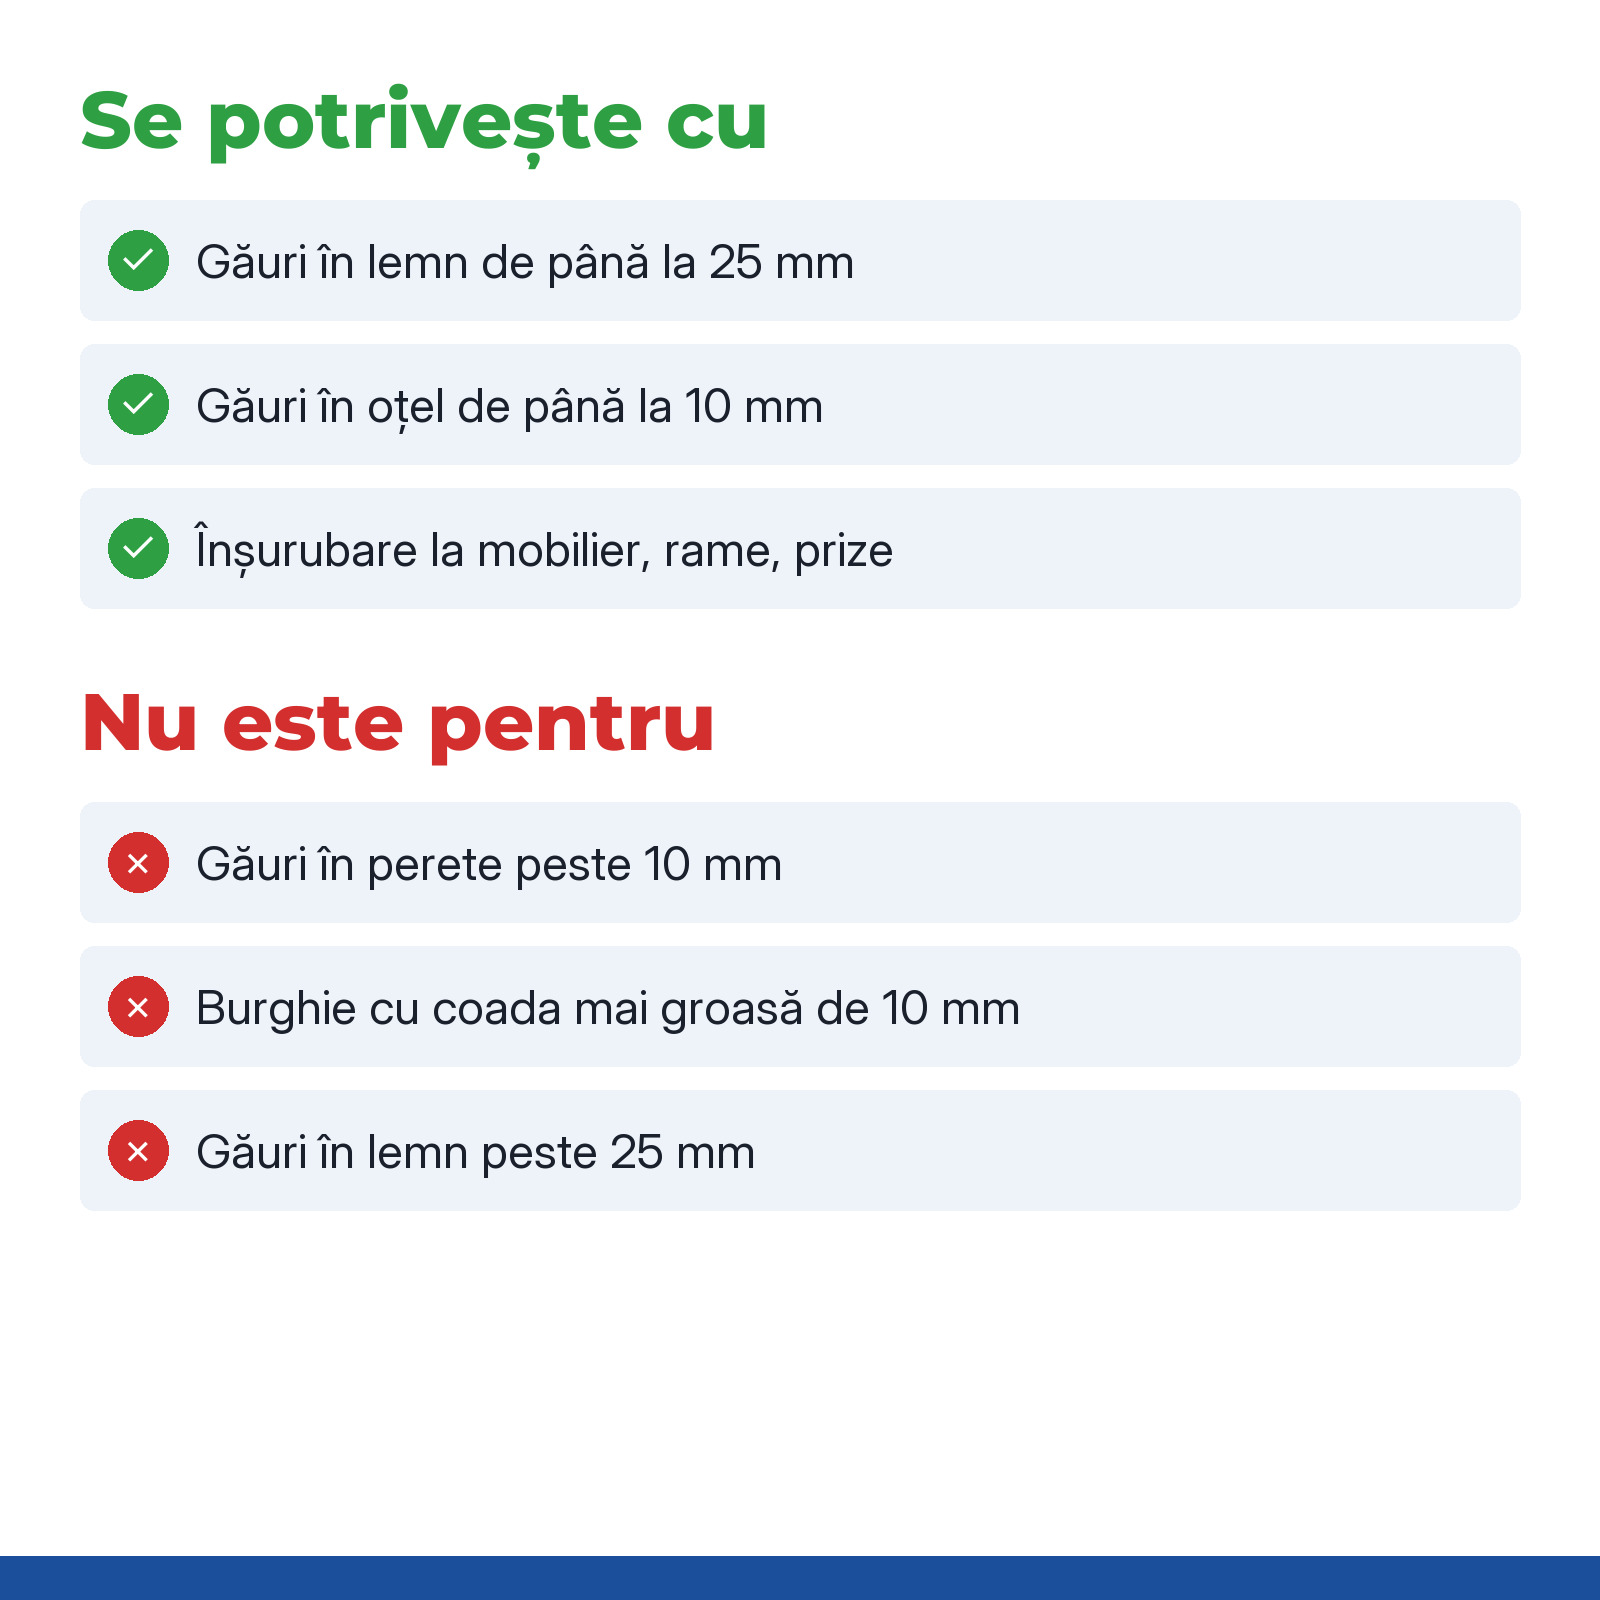 Se potrivește cu
Găuri în lemn de până la 25 mm
Găuri în oțel de până la 10 mm
Înșurubare la mobilier, rame, prize
Nu este pentru
Găuri în perete peste 10 mm
Burghie cu coada mai groasă de 10 mm
Găuri în lemn peste 25 mm